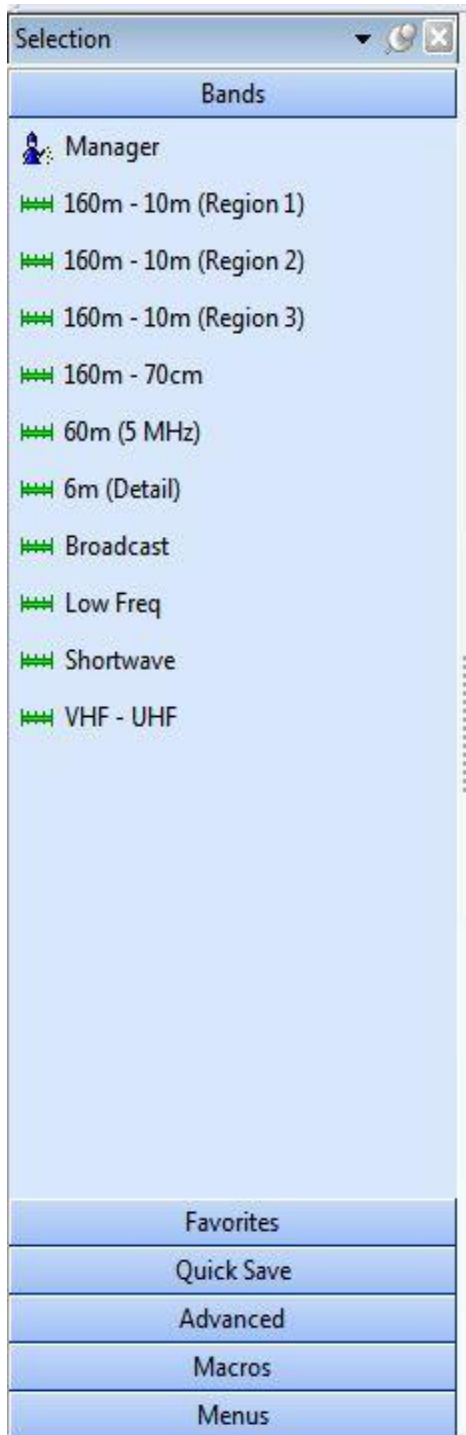 Selection
Bands
Manager
160m - 10m (Region 1)
160m - 10m (Region 2)
160m - 10m (Region 3)
160m - 70cm
60m (5 MHz)
6m (Detail)
Broadcast
Low Freq
Shortwave
VHF - UHF
Favorites
Quick Save
Advanced
Macros
Menus